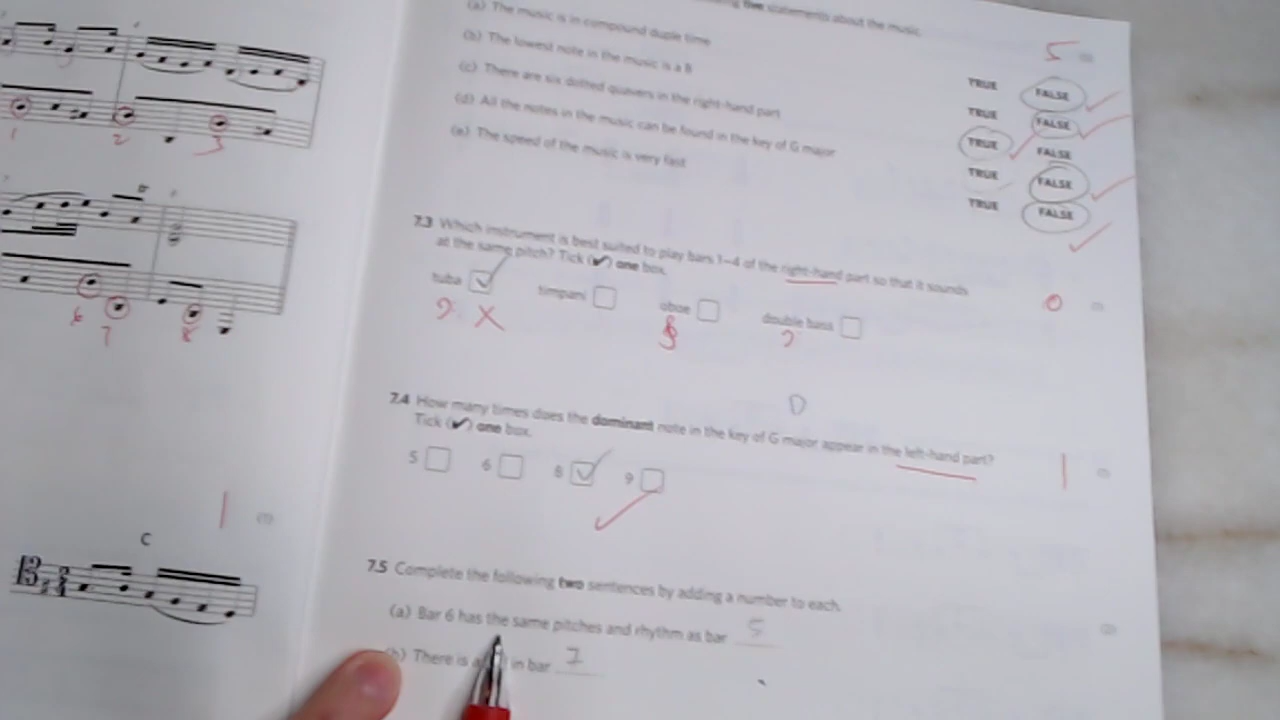 five statements about the music.
5
(a) The music is in compound duple time
TRUE FALSE
(b) The lowest note in the music is a B
TRUE FALSE
(c) There are six dotted quavers in the right-hand part
TRUE FALSE
(d) All the notes in the music can be found in the key of G major
TRUE FALSE
(e) The speed of the music is very fast
TRUE FALSE
1 2 3
6 7 8
7.3 Which instrument is best suited to play bars 1–4 of the right-hand part so that it sounds
at the same pitch? Tick (✔) one box.
0
tuba timpani oboe double bass
D
7.4 How many times does the dominant note in the key of G major appear in the left-hand part?
Tick (✔) one box.
1
5 6 8 9
1
C
7.5 Complete the following two sentences by adding a number to each.
(a) Bar 6 has the same pitches and rhythm as bar 5
(b) There is a in bar 7